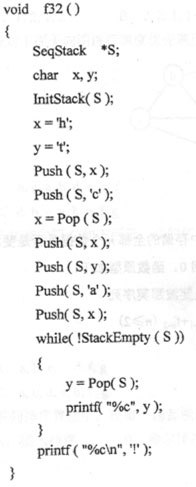 void f32 ()
{
SeqStack *S;
char x, y;
InitStack( S );
x = 'h';
y = 't';
Push ( S, x );
Push ( S, 'c' );
x = Pop ( S );
Push ( S, x );
Push ( S, y );
Push( S, 'a' );
Push( S, x );
while( !StackEmpty ( S ))
{
y = Pop( S );
printf( "%c", y );
}
printf ( "%c\n", '!' );
}